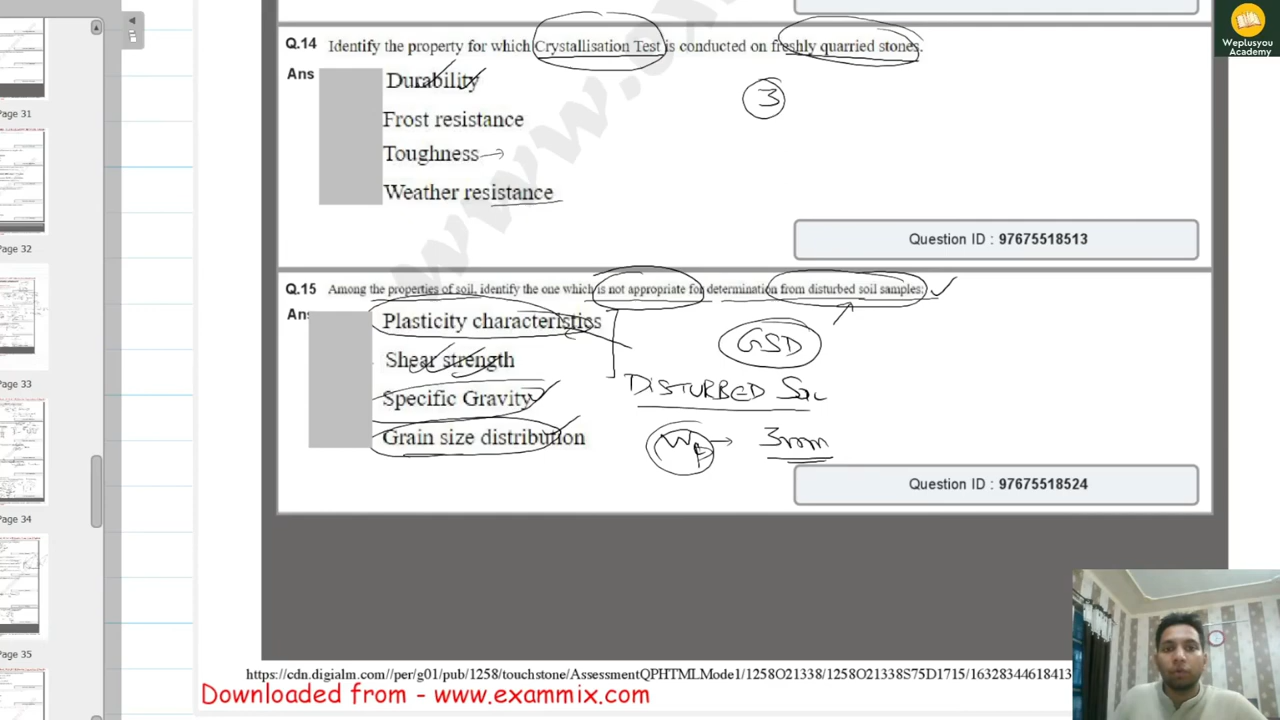 Weplusyou
Academy
Q.14 Identify the property for which Crystallisation Test is conducted on freshly quarried stones.
Ans
Durability
Frost resistance
Toughness
Weather resistance
3
Question ID : 97675518513
Q.15 Among the properties of soil, identify the one which is not appropriate for determination from disturbed soil samples:
Ans
Plasticity characteristics
Shear strength
Specific Gravity
Grain size distribution
GSD
DISTURBED
3mm
Question ID : 97675518524
Page 31
Page 32
Page 33
Page 34
Page 35
https://cdn.digialm.com//per/g01/pub/1258/touchstone/AssessmentQPHTMLMode1/1258O21338/1258O21338S75D1715/16328344618413
Downloaded from - www.exammix.com